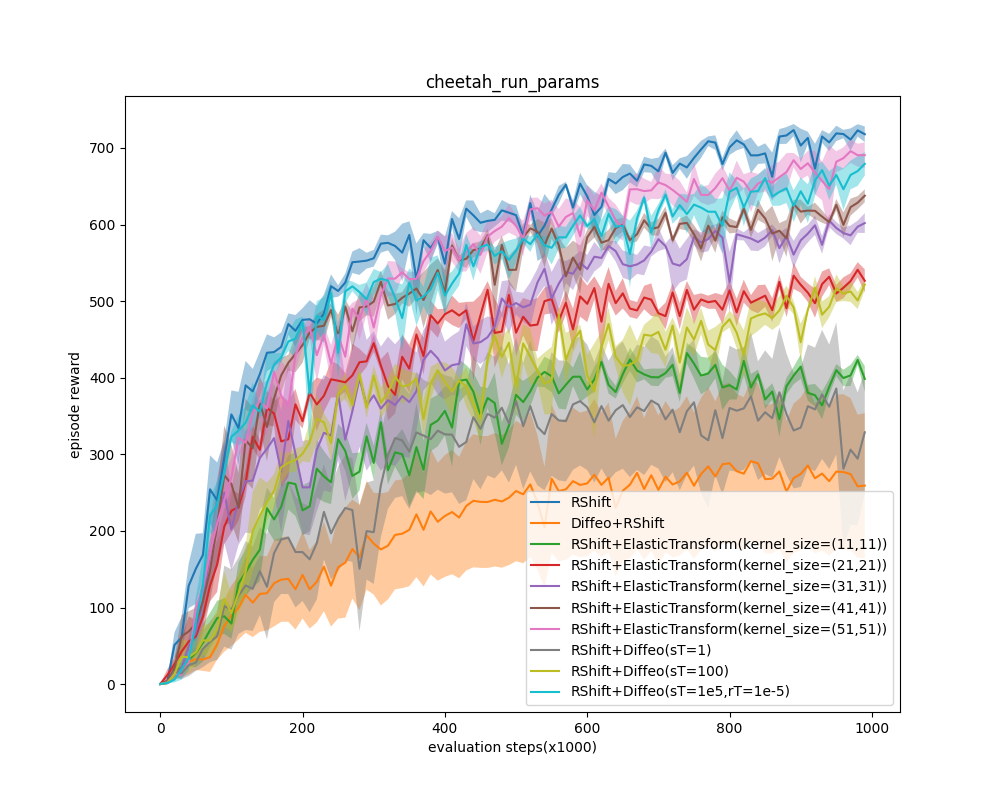 cheetah_run_params
episode reward
700
600
500
400
300
200
100
0
RShift
Diffeo+RShift
RShift+ElasticTransform(kernel_size=(11,11))
RShift+ElasticTransform(kernel_size=(21,21))
RShift+ElasticTransform(kernel_size=(31,31))
RShift+ElasticTransform(kernel_size=(41,41))
RShift+ElasticTransform(kernel_size=(51,51))
RShift+Diffeo(sT=1)
RShift+Diffeo(sT=100)
RShift+Diffeo(sT=1e5,rT=1e-5)
0 200 400 600 800 1000
evaluation steps(x1000)